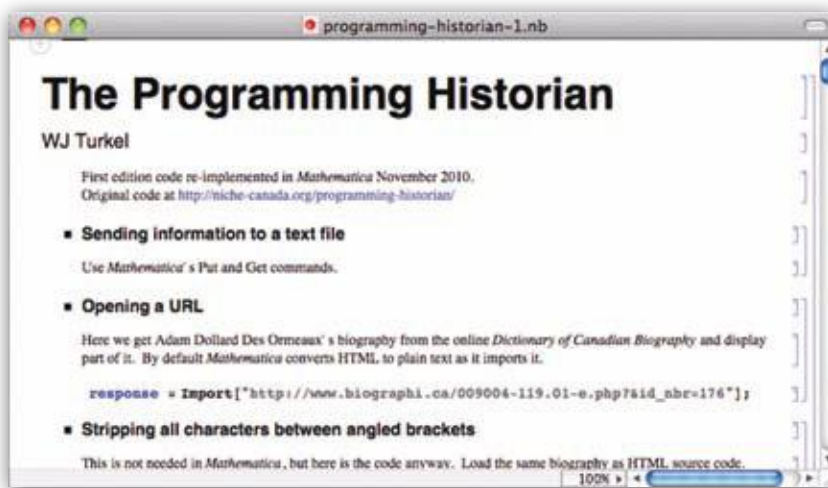 programming-historian-1.nb
The Programming Historian
WJ Turkel
First edition code re-implemented in Mathematica November 2010.
Original code at http://niche-canada.org/programming-historian/
▪ Sending information to a text file
Use Mathematica's Put and Get commands.
▪ Opening a URL
Here we get Adam Dollard Des Ormeaux's biography from the online Dictionary of Canadian Biography and display
part of it. By default Mathematica converts HTML to plain text as it imports it.
response = Import["http://www.biographi.ca/009004-119.01-e.php?&id_nbr=176"];
▪ Stripping all characters between angled brackets
This is not needed in Mathematica, but here is the code anyway. Load the same biography as HTML source code.
100%